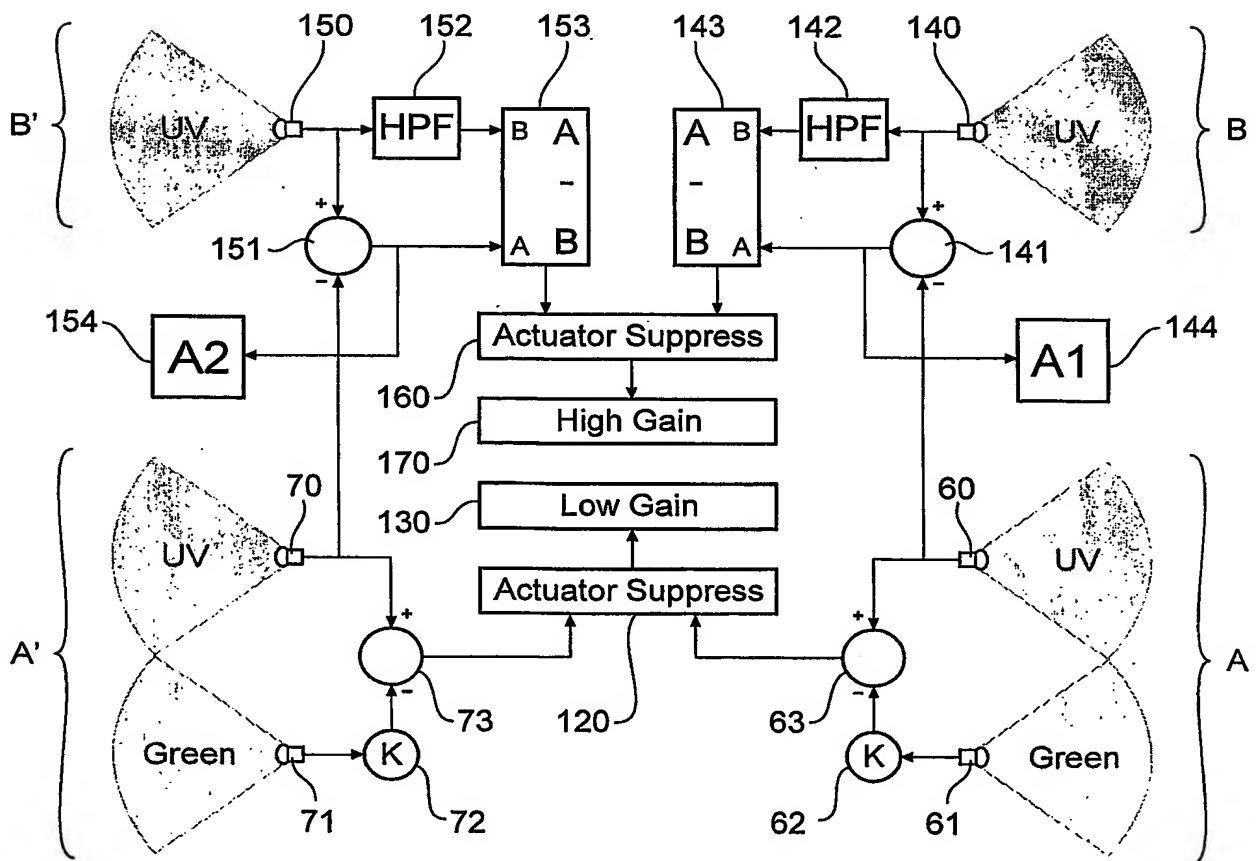 150 152 153 143 142 140
B' UV HPF B A A B HPF UV B
- -
+ +
151 A B B A 141
- -
154 A2 Actuator Suppress A1 144
160
High Gain
170
70 60
130 Low Gain
UV UV
Actuator Suppress
+ +
A' A
- 73 120 63 -
Green K K Green
71 72 62 61